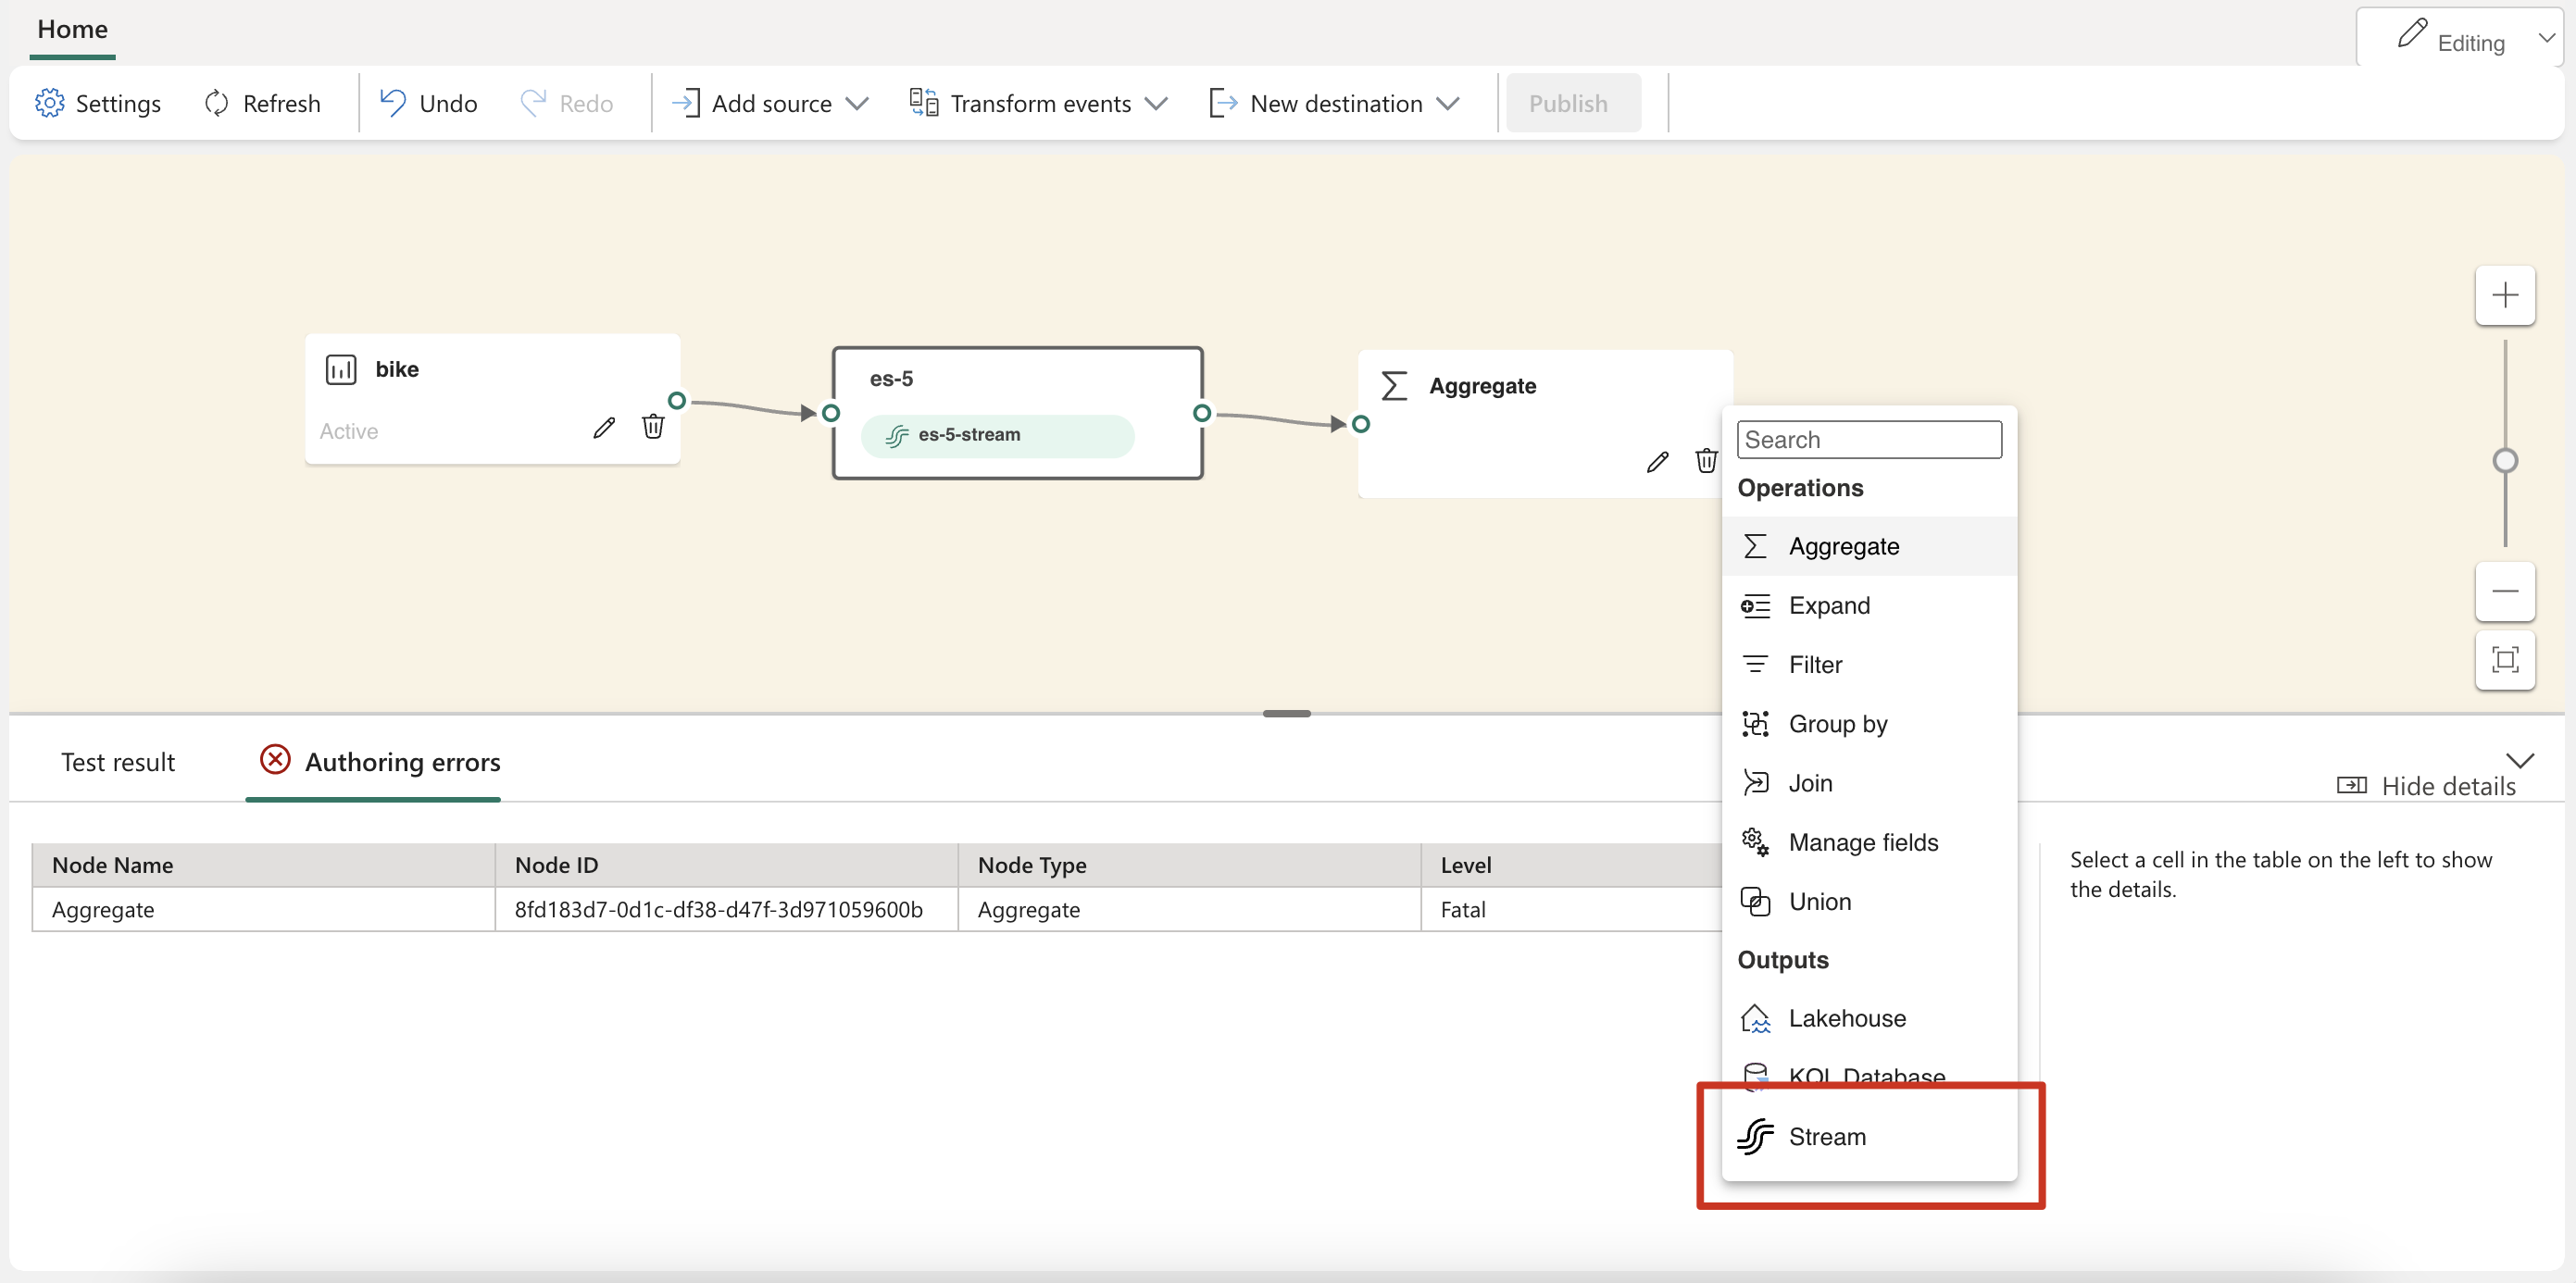 Home
Editing
Settings
Refresh
Undo
Redo
Add source
Transform events
New destination
Publish
bike
Active
es-5
es-5-stream
Aggregate
Search
Operations
Aggregate
Expand
Filter
Group by
Join
Manage fields
Union
Outputs
Lakehouse
KQL Database
Stream
Test result
Authoring errors
Hide details
Node Name Node ID Node Type Level
Aggregate 8fd183d7-0d1c-df38-d47f-3d971059600b Aggregate Fatal
Select a cell in the table on the left to show
the details.